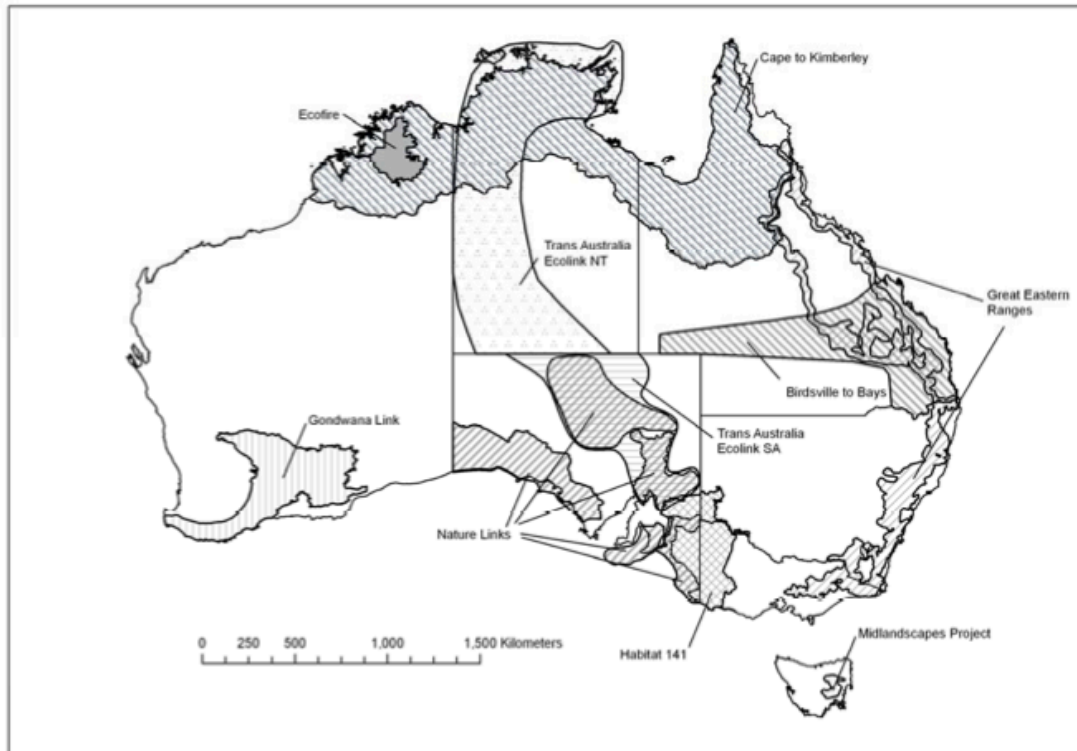 Cape to Kimberley
Ecofire
Trans Australia
Ecolink NT
Great Eastern
Ranges
Birdsville to Bays
Gondwana Link
Trans Australia
Ecolink SA
Nature Links
Midlandscapes Project
0 250 500 1,000 1,500 Kilometers
Habitat 141